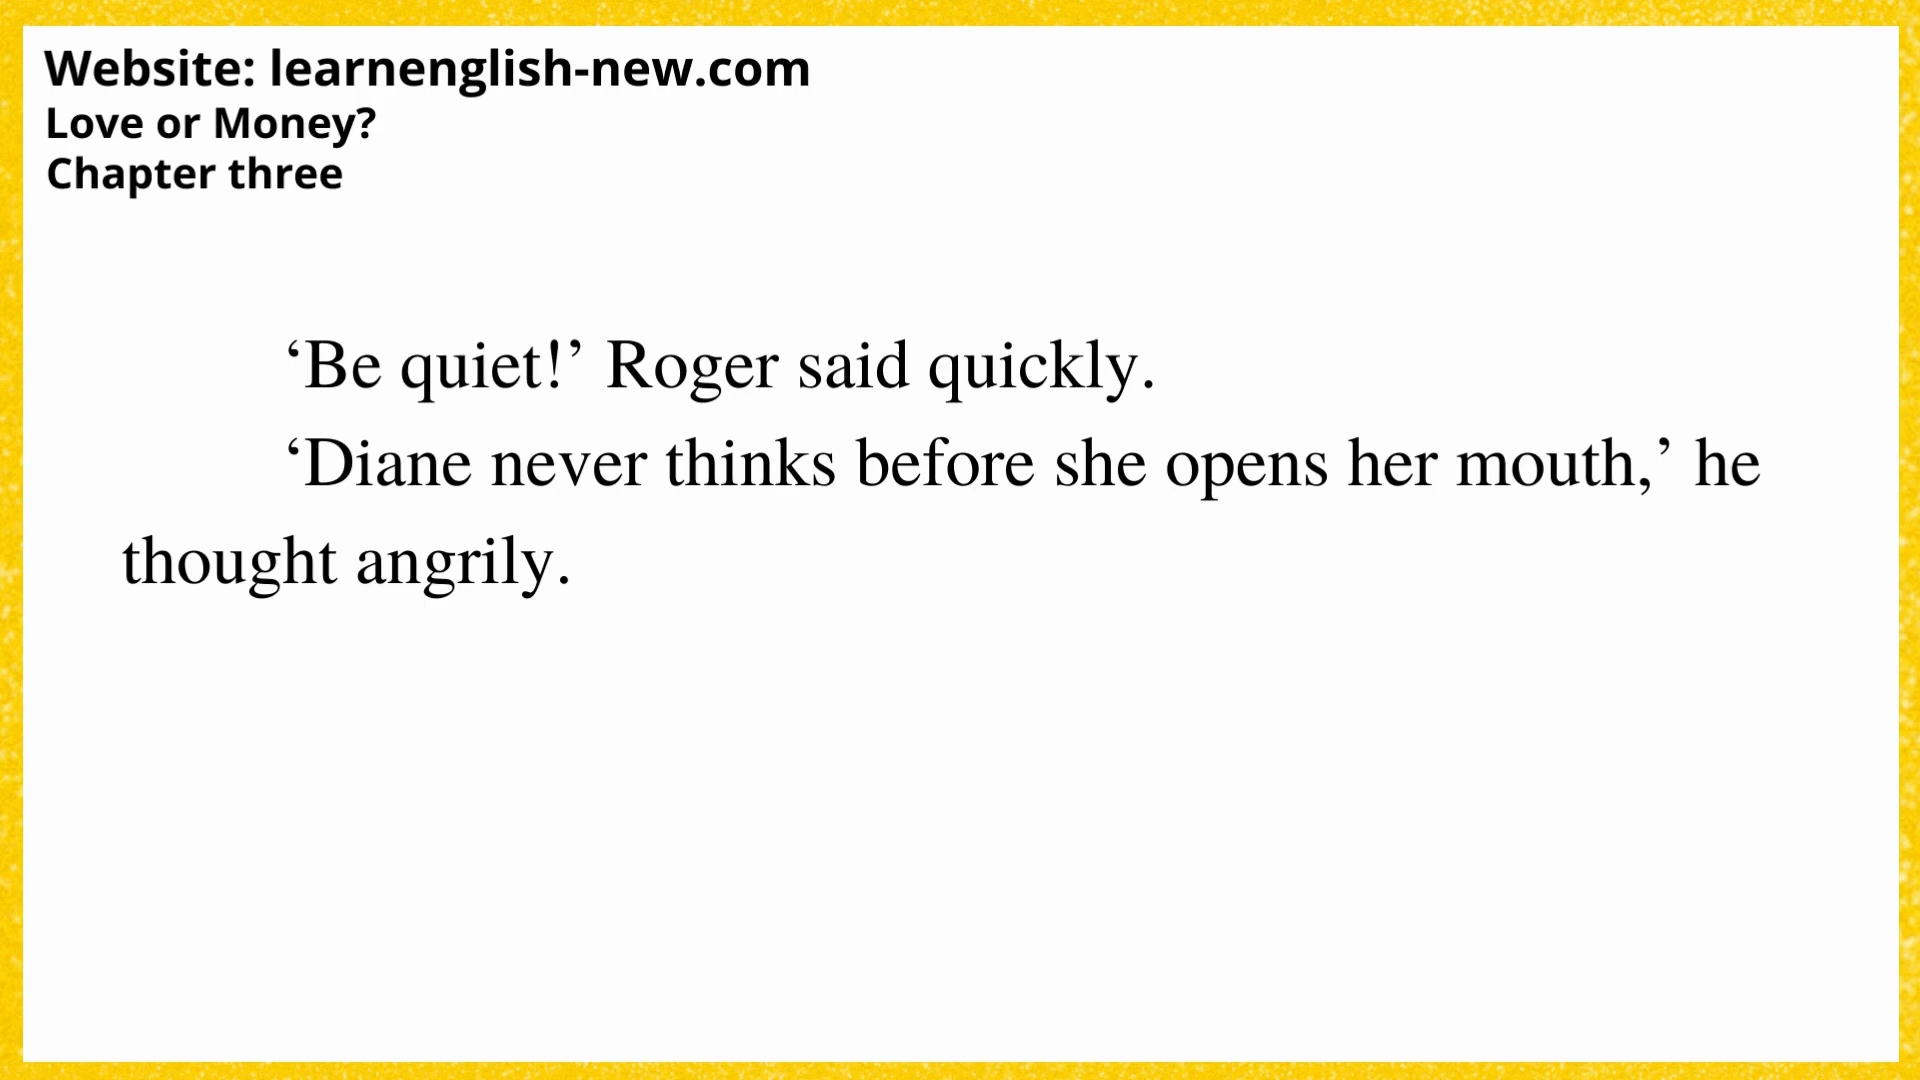 Website: learnenglish-new.com
Love or Money?
Chapter three
‘Be quiet!’ Roger said quickly.
‘Diane never thinks before she opens her mouth,’ he
thought angrily.